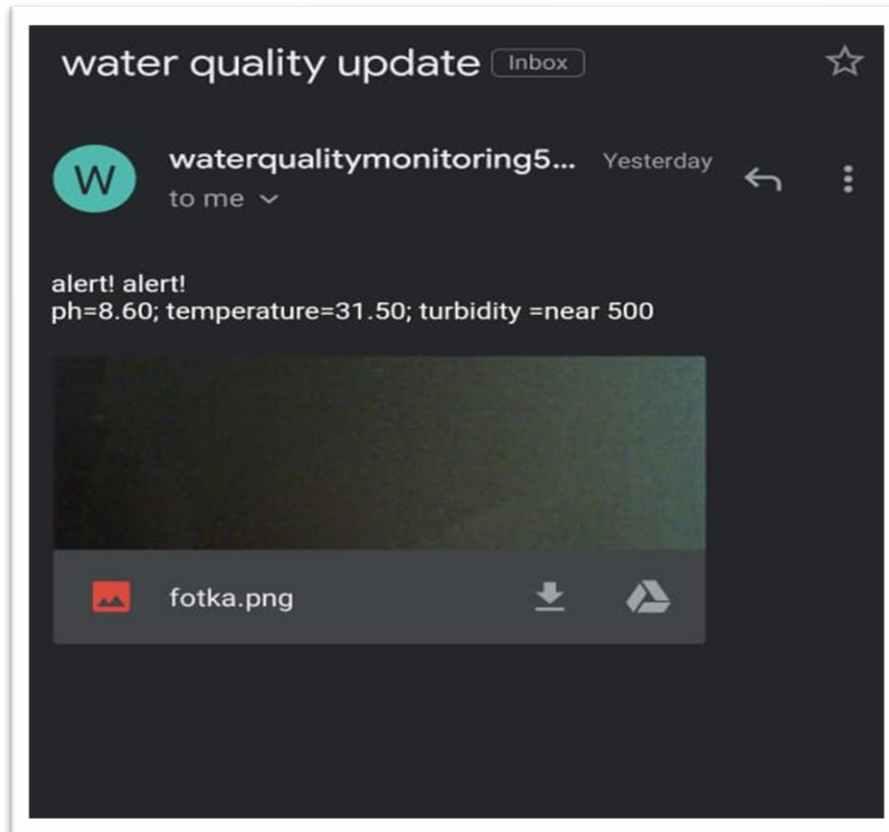 water quality update Inbox
W
waterqualitymonitoring5... Yesterday
to me
alert! alert!
ph=8.60; temperature=31.50; turbidity =near 500
fotka.png